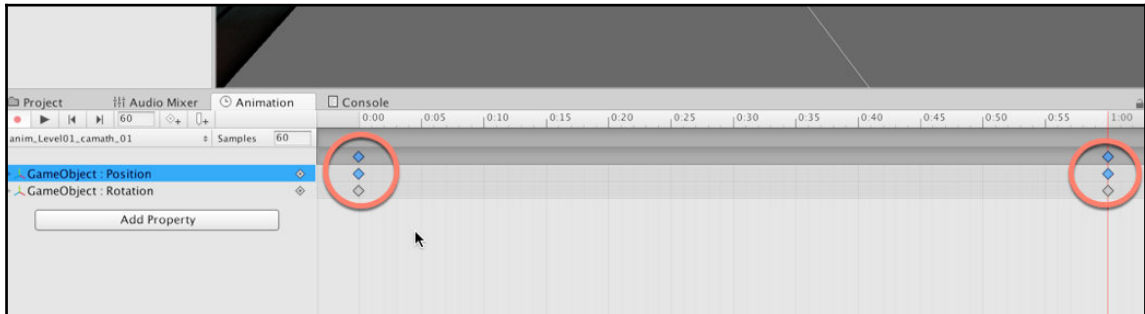 Project Audio Mixer Animation Console
60 0:00 0:05 0:10 0:15 0:20 0:25 0:30 0:35 0:40 0:45 0:50 0:55 1:00
anim_Level01_camath_01 Samples 60
GameObject : Position
GameObject : Rotation
Add Property